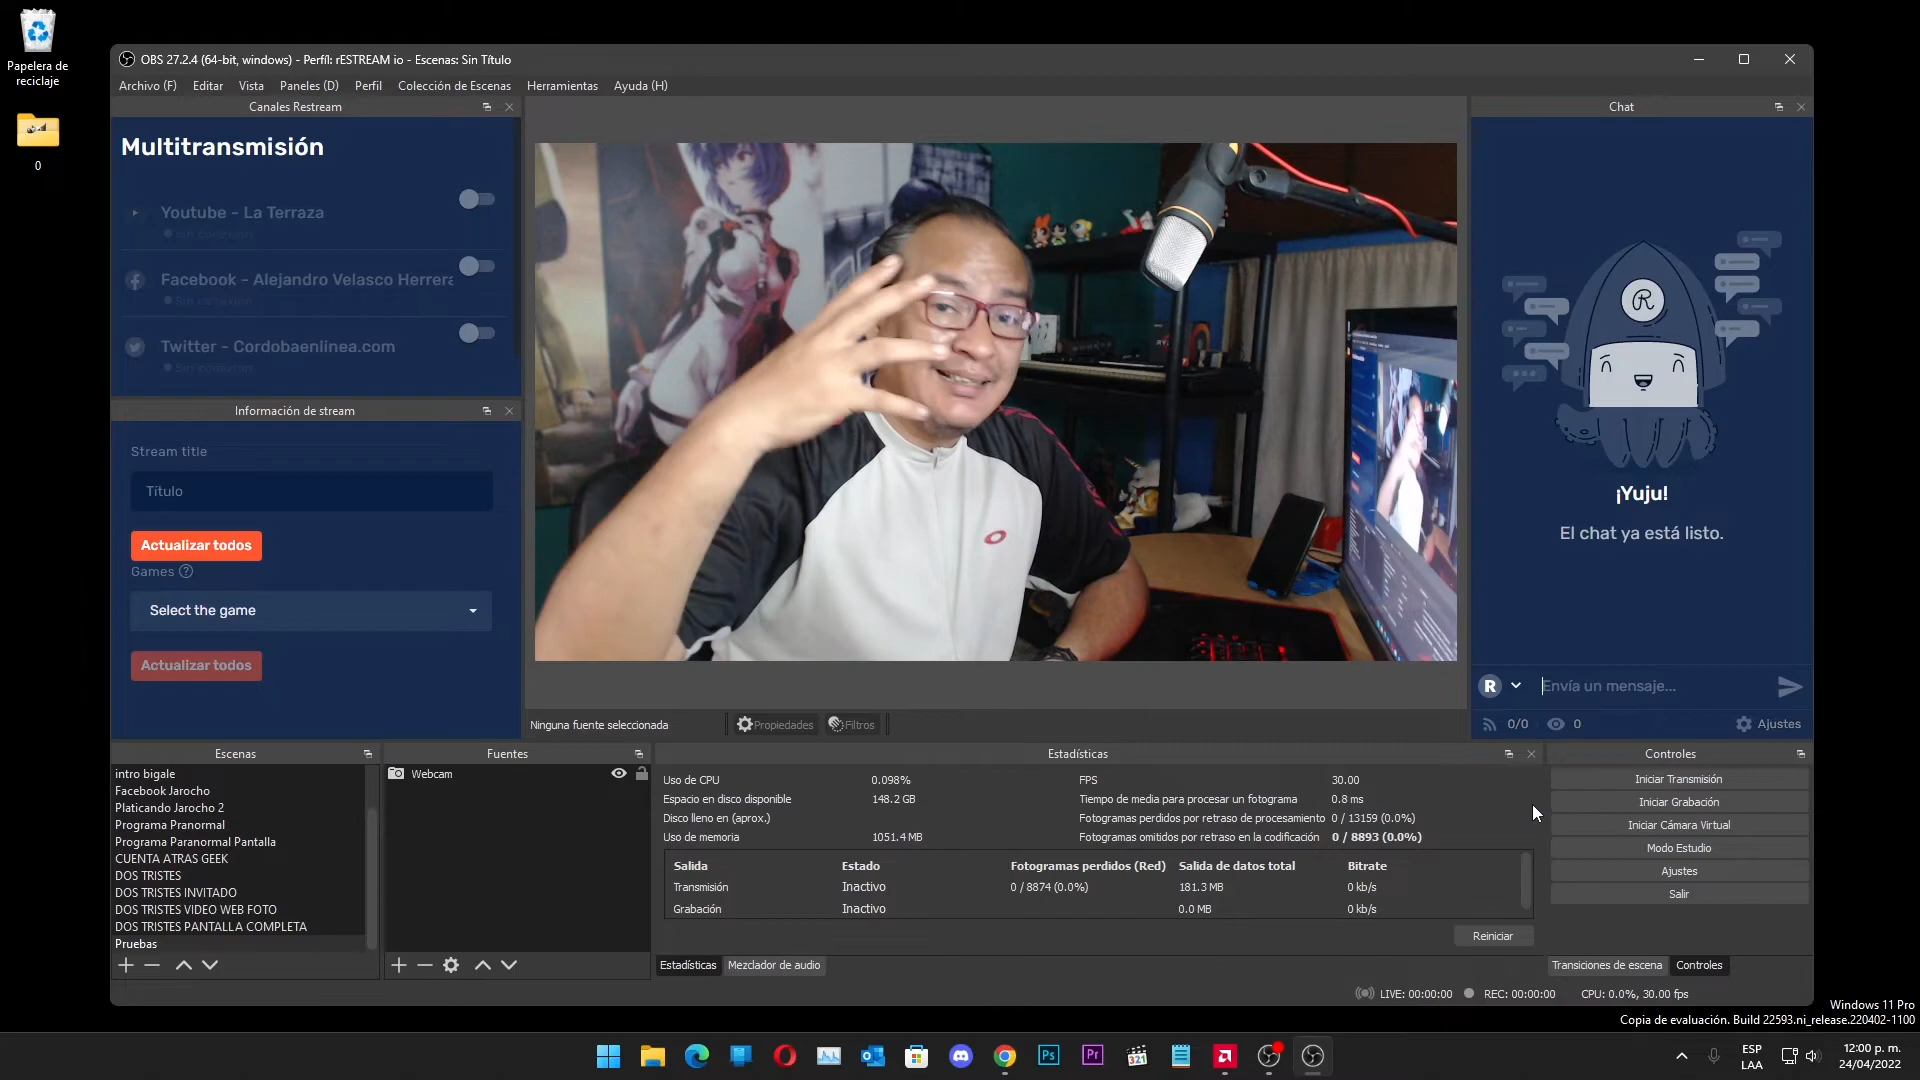 Papelera de
reciclaje
0
OBS 27.2.4 (64-bit, windows) - Perfil: rESTREAM io - Escenas: Sin Título
Archivo (F)
Editar
Vista
Paneles (D)
Perfil
Colección de Escenas
Herramientas
Ayuda (H)
Canales Restream
Multitransmisión
Youtube - La Terraza
Sin conexión
Facebook - Alejandro Velasco Herrera
Sin conexión
Twitter - Cordobaenlinea.com
Sin conexión
Información de stream
Stream title
Título
Actualizar todos
Games
Select the game
Actualizar todos
Chat
R
¡Yuju!
El chat ya está listo.
R
Envía un mensaje...
0/0
0
Ajustes
Ninguna fuente seleccionada
Propiedades
Filtros
Escenas
intro bigale
Facebook Jarocho
Platicando Jarocho 2
Programa Pranormal
Programa Paranormal Pantalla
CUENTA ATRAS GEEK
DOS TRISTES
DOS TRISTES INVITADO
DOS TRISTES VIDEO WEB FOTO
DOS TRISTES PANTALLA COMPLETA
Pruebas
Fuentes
Webcam
Estadísticas
Uso de CPU 0.098%
Espacio en disco disponible 148.2 GB
Disco lleno en (aprox.)
Uso de memoria 1051.4 MB
FPS 30.00
Tiempo de media para procesar un fotograma 0.8 ms
Fotogramas perdidos por retraso de procesamiento 0 / 13159 (0.0%)
Fotogramas omitidos por retraso en la codificación 0 / 8893 (0.0%)
Salida Estado Fotogramas perdidos (Red) Salida de datos total Bitrate
Transmisión Inactivo 0 / 8874 (0.0%) 181.3 MB 0 kb/s
Grabación Inactivo 0.0 MB 0 kb/s
Reiniciar
Estadísticas
Mezclador de audio
Controles
Iniciar Transmisión
Iniciar Grabación
Iniciar Cámara Virtual
Modo Estudio
Ajustes
Salir
Transiciones de escena
Controles
LIVE: 00:00:00
REC: 00:00:00
CPU: 0.0%, 30.00 fps
Windows 11 Pro
Copia de evaluación. Build 22593.ni_release.220402-1100
Ps
Pr
321
ESP
LAA
12:00 p. m.
24/04/2022